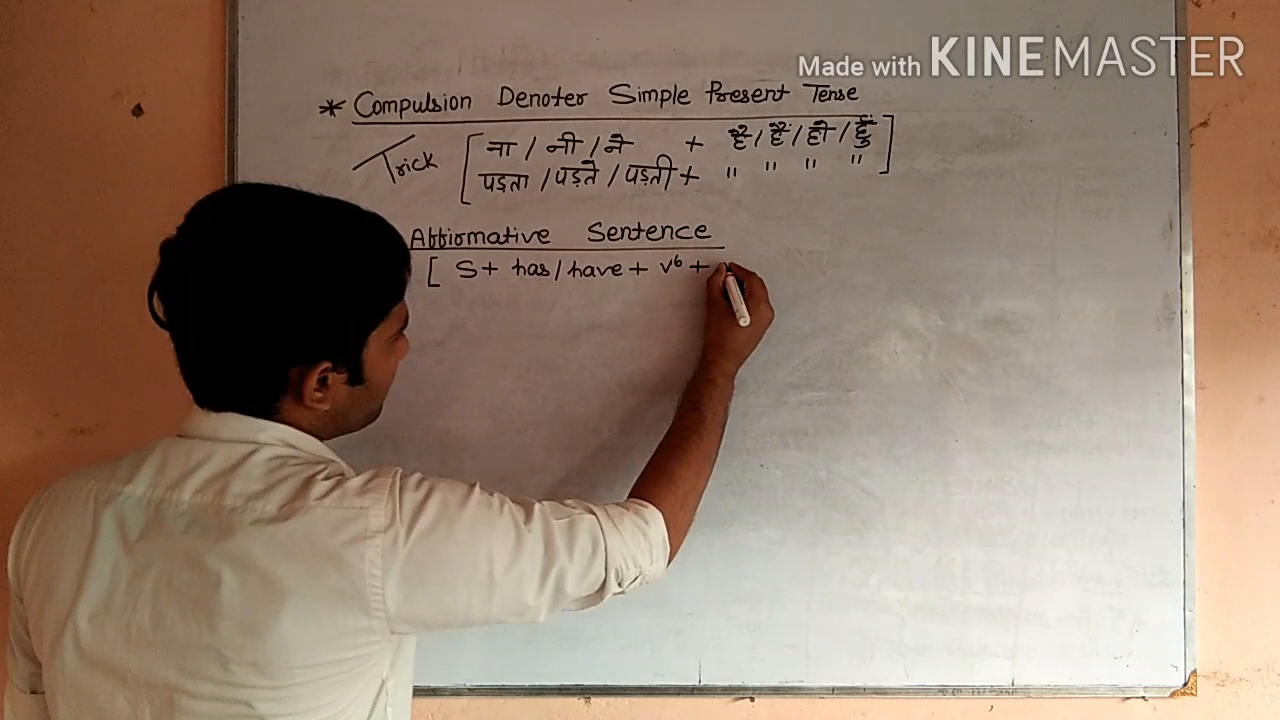 Made with KINEMASTER
* Compulsion Denoter Simple Present Tense
Trick [ ना / नी / ने + है / हैं / हो / हूँ
पड़ता / पड़ते / पड़ती + " " " " ]
Affirmative Sentence
[ S + has / have + v⁶ +